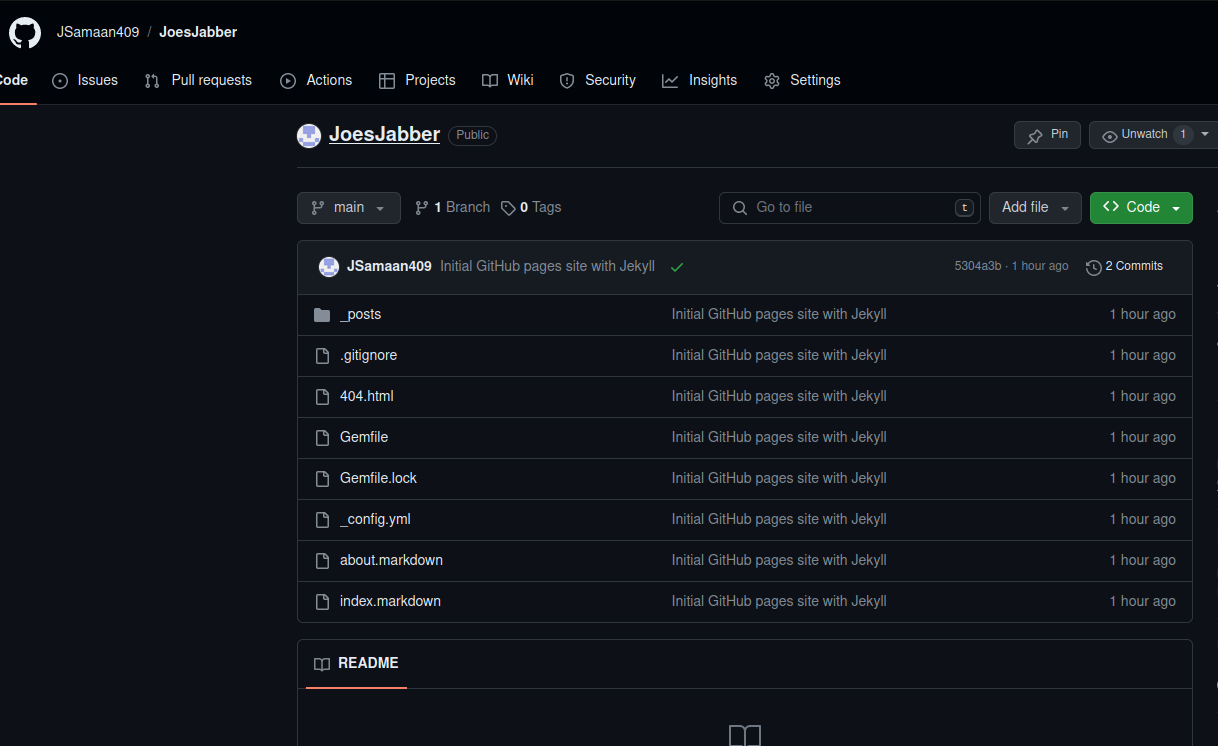 JSamaan409 / JoesJabber
Code Issues Pull requests Actions Projects Wiki Security Insights Settings
JoesJabber Public Pin Unwatch 1
main 1 Branch 0 Tags Go to file t Add file <> Code
JSamaan409 Initial GitHub pages site with Jekyll 5304a3b · 1 hour ago 2 Commits
_posts Initial GitHub pages site with Jekyll 1 hour ago
.gitignore Initial GitHub pages site with Jekyll 1 hour ago
404.html Initial GitHub pages site with Jekyll 1 hour ago
Gemfile Initial GitHub pages site with Jekyll 1 hour ago
Gemfile.lock Initial GitHub pages site with Jekyll 1 hour ago
_config.yml Initial GitHub pages site with Jekyll 1 hour ago
about.markdown Initial GitHub pages site with Jekyll 1 hour ago
index.markdown Initial GitHub pages site with Jekyll 1 hour ago
README